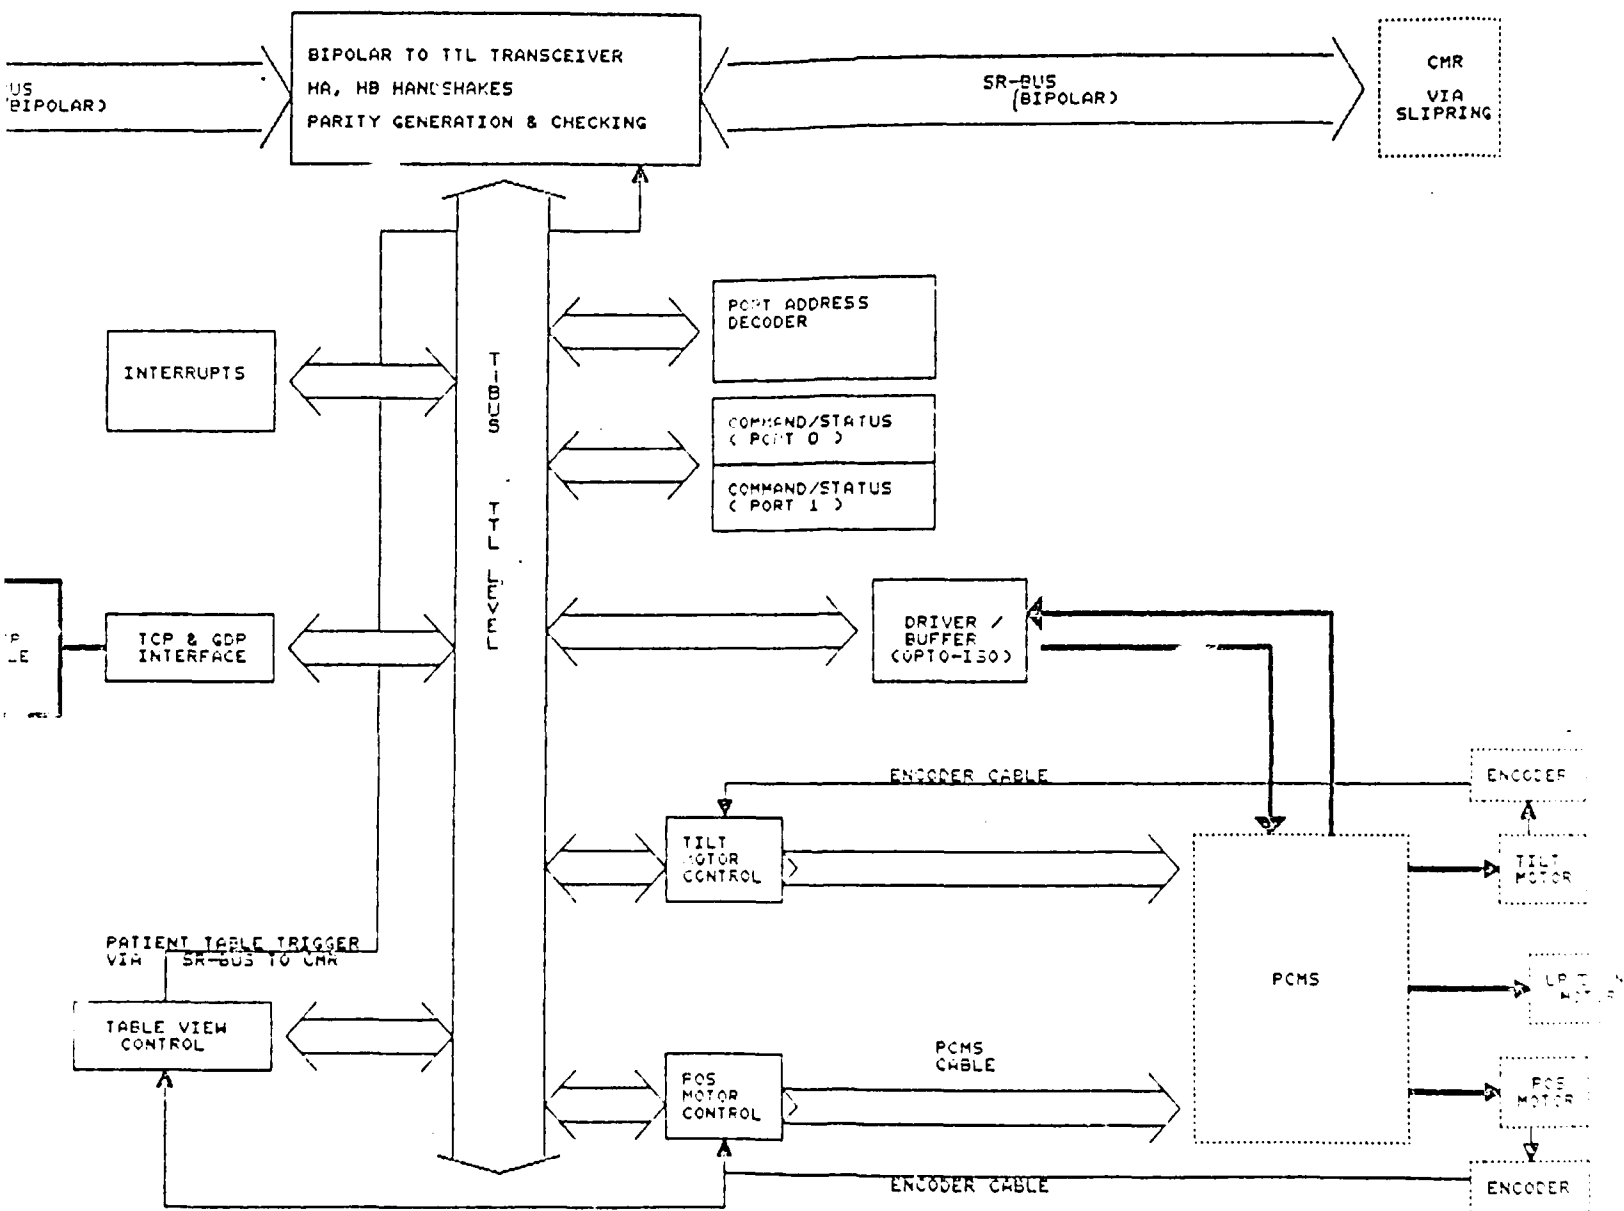 BIPOLAR TO TTL TRANSCEIVER
HA, HB HANDSHAKES
PARITY GENERATION & CHECKING
US
(BIPOLAR)
SR-BUS
(BIPOLAR)
CMR
VIA
SLIPRING
PORT ADDRESS
DECODER
INTERRUPTS
TIBUS TTL LEVEL
COMMAND/STATUS
( PORT 0 )
COMMAND/STATUS
( PORT 1 )
LE
TCP & GDP
INTERFACE
DRIVER /
BUFFER
(OPTO-ISO)
ENCODER CABLE
ENCODER
TILT
MOTOR
CONTROL
TILT
MOTOR
PATIENT TABLE TRIGGER
VIA SR-BUS TO CMR
PCMS
MOTOR
TABLE VIEW
CONTROL
PCMS
CABLE
POS
MOTOR
CONTROL
POS
MOTOR
ENCODER CABLE
ENCODER